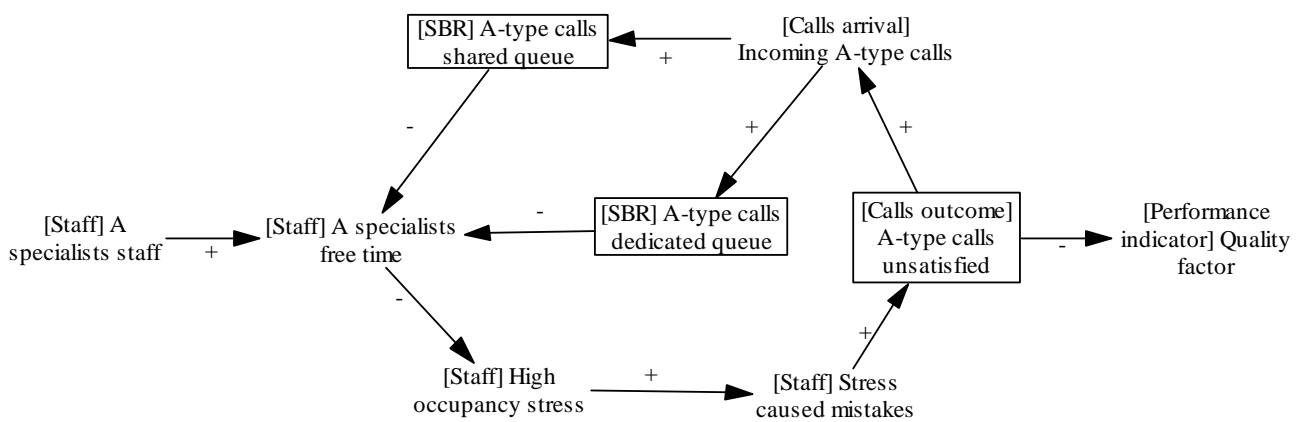 [SBR] A-type calls
shared queue
+
[Calls arrival]
Incoming A-type calls
-
+
+
[Staff] A
specialists staff
+
[Staff] A specialists
free time
-
[SBR] A-type calls
dedicated queue
[Calls outcome]
A-type calls
unsatisfied
-
[Performance
indicator] Quality
factor
-
+
[Staff] High
occupancy stress
+
[Staff] Stress
caused mistakes